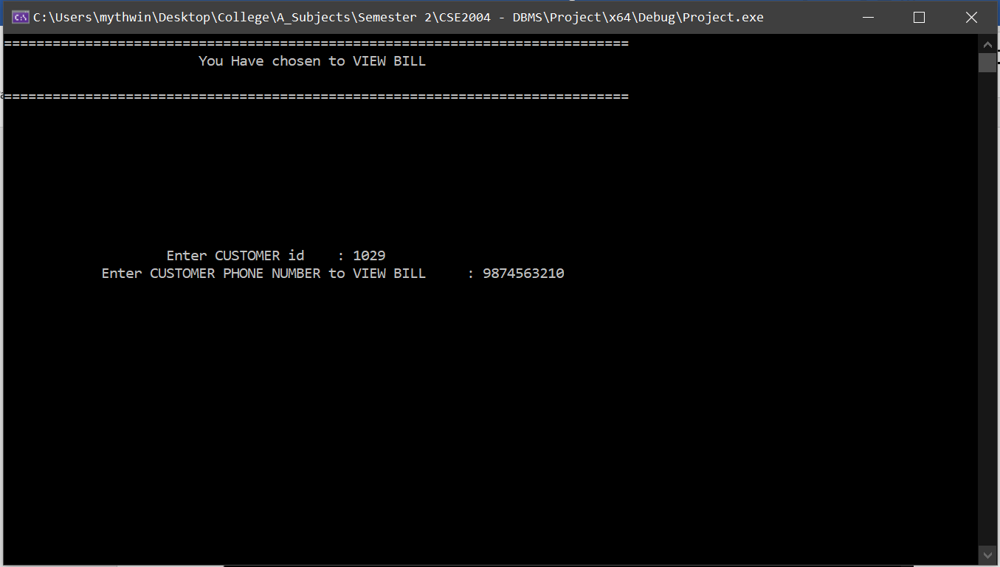 C:\Users\mythwin\Desktop\College\A_Subjects\Semester 2\CSE2004 - DBMS\Project\x64\Debug\Project.exe
=============================================================================
You Have chosen to VIEW BILL
=============================================================================
Enter CUSTOMER id    : 1029
Enter CUSTOMER PHONE NUMBER to VIEW BILL     : 9874563210